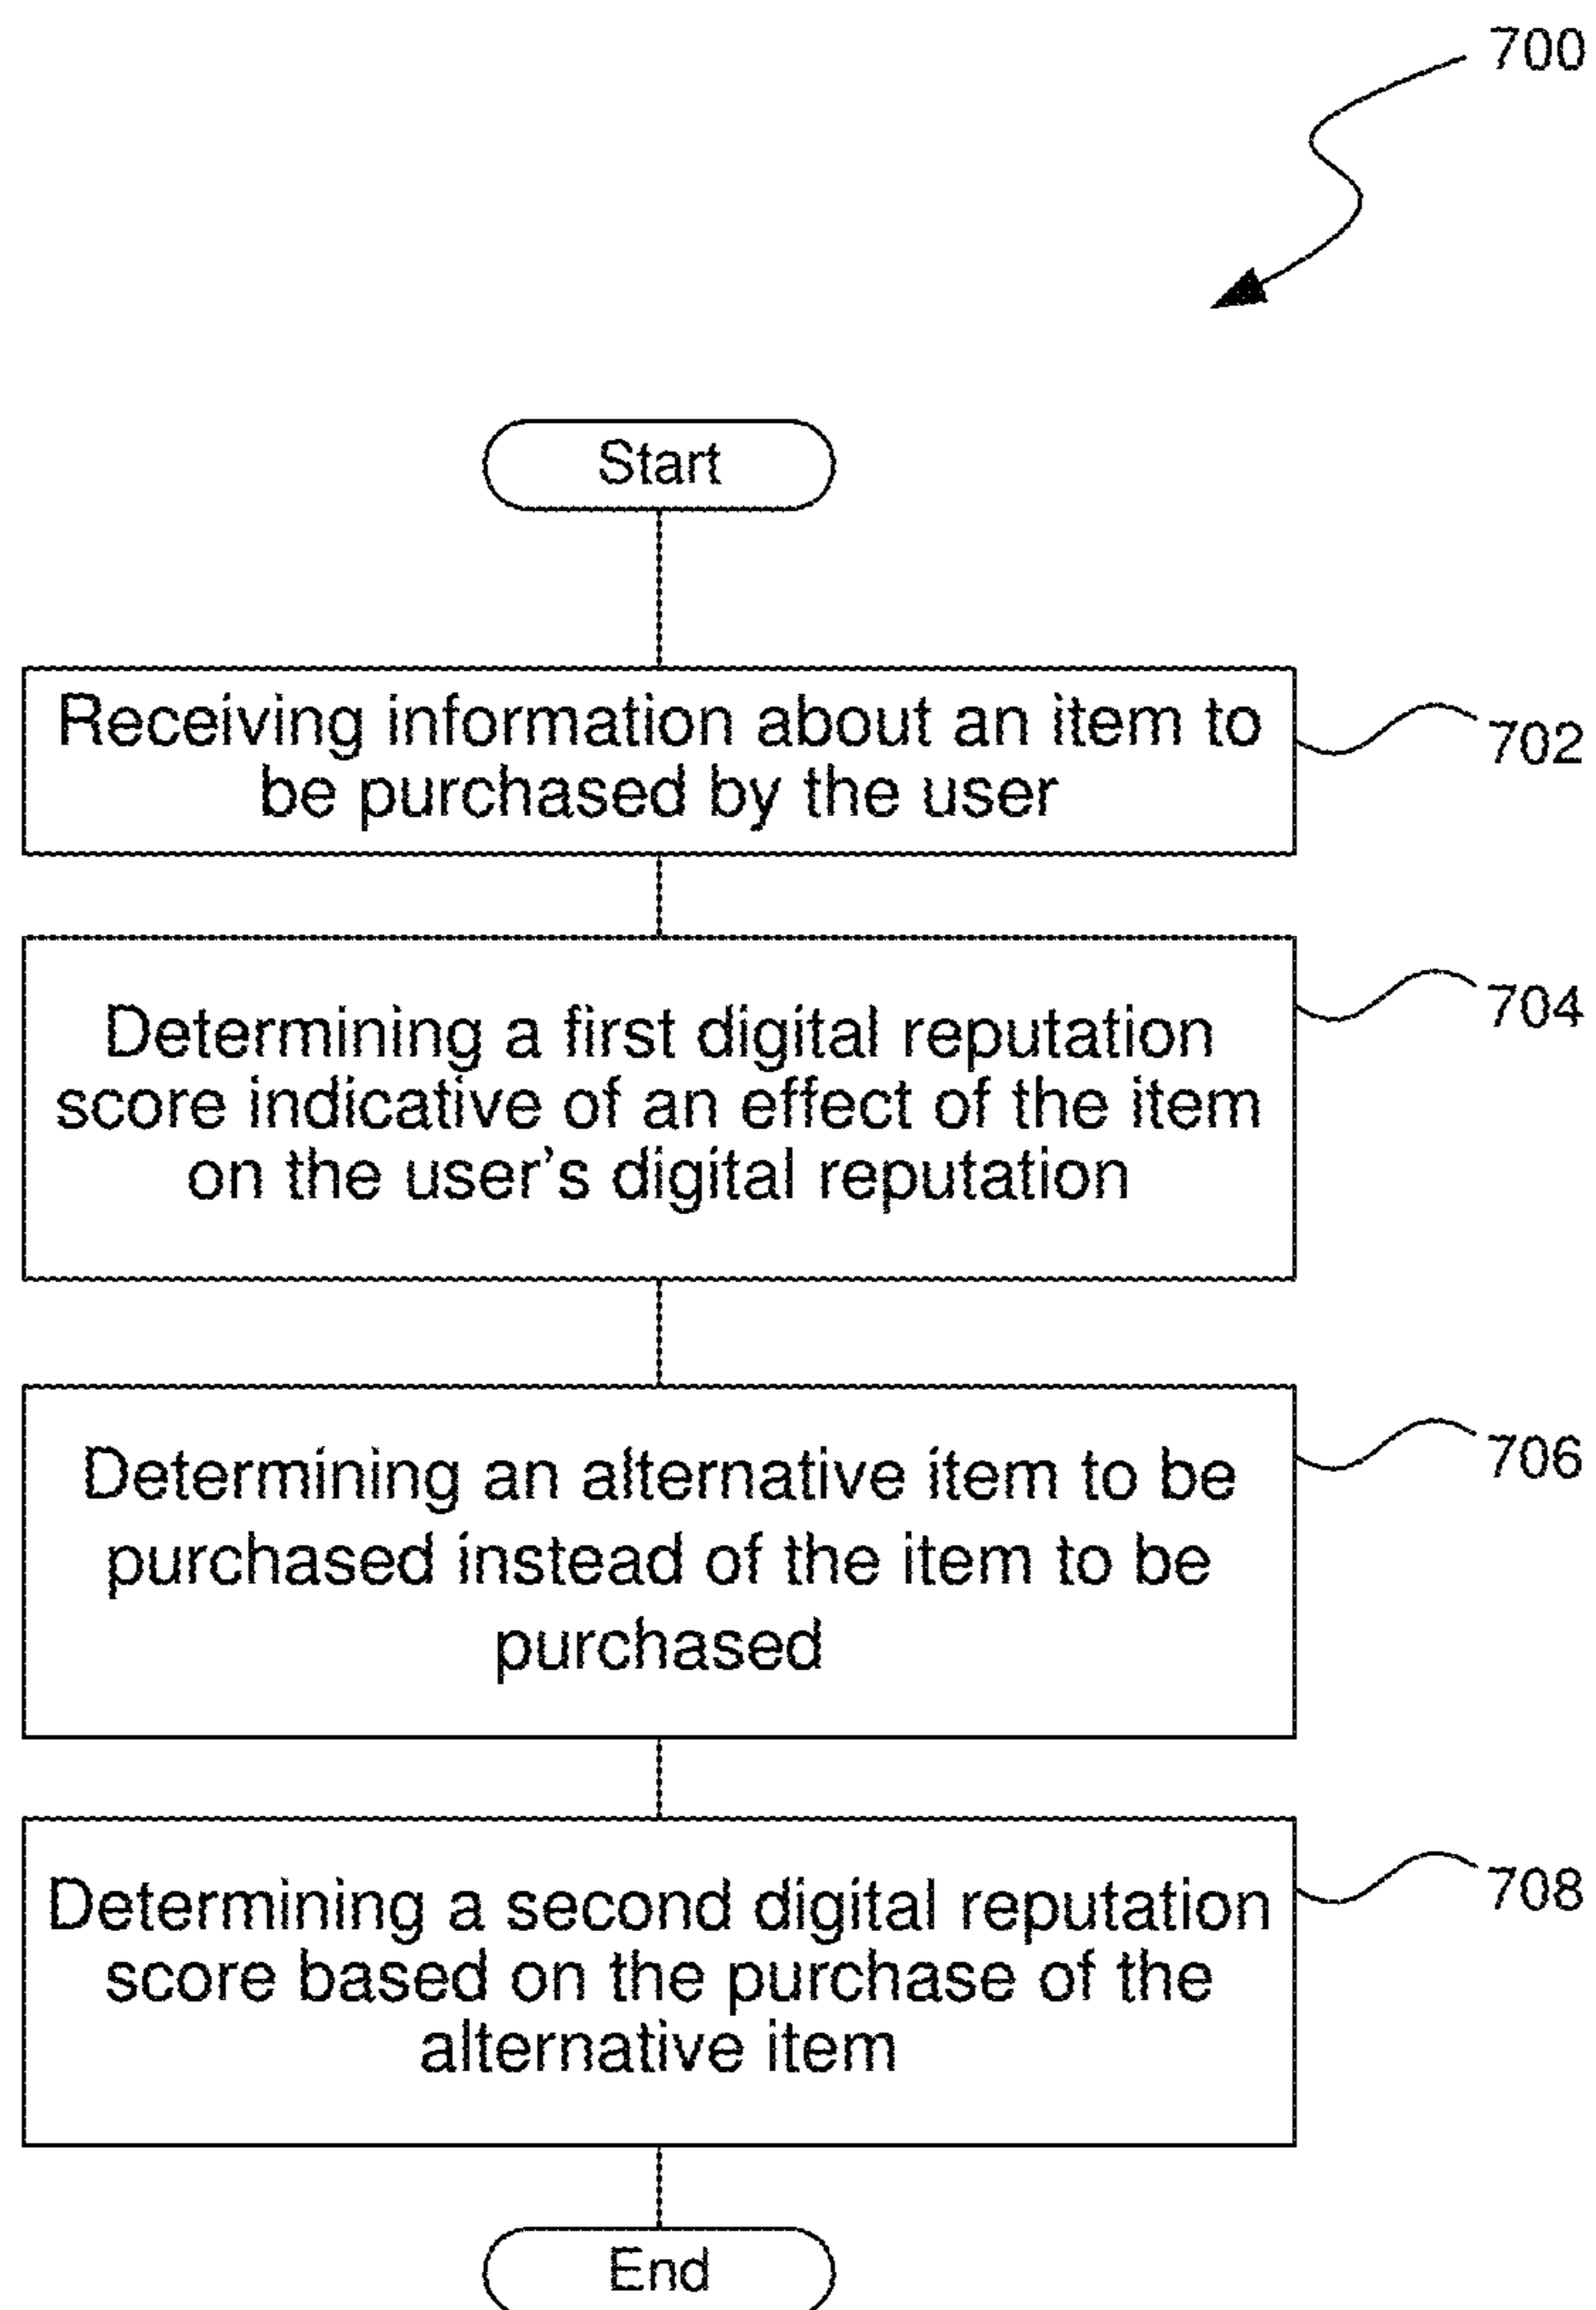 700
Start
Receiving information about an item to
be purchased by the user
702
Determining a first digital reputation
score indicative of an effect of the item
on the user's digital reputation
704
Determining an alternative item to be
purchased instead of the item to be
purchased
706
Determining a second digital reputation
score based on the purchase of the
alternative item
708
End